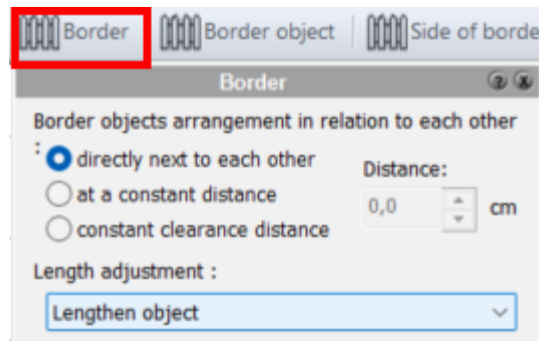 Border Border object Side of borde
Border
Border objects arrangement in relation to each other
:
directly next to each other
Distance:
at a constant distance
0,0 cm
constant clearance distance
Length adjustment :
Lengthen object